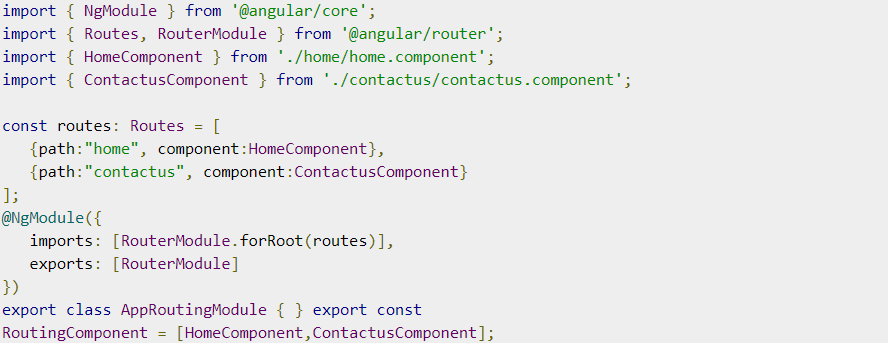 import { NgModule } from '@angular/core';
import { Routes, RouterModule } from '@angular/router';
import { HomeComponent } from './home/home.component';
import { ContactusComponent } from './contactus/contactus.component';

const routes: Routes = [
   {path:"home", component:HomeComponent},
   {path:"contactus", component:ContactusComponent}
];
@NgModule({
   imports: [RouterModule.forRoot(routes)],
   exports: [RouterModule]
})
export class AppRoutingModule { } export const
RoutingComponent = [HomeComponent,ContactusComponent];